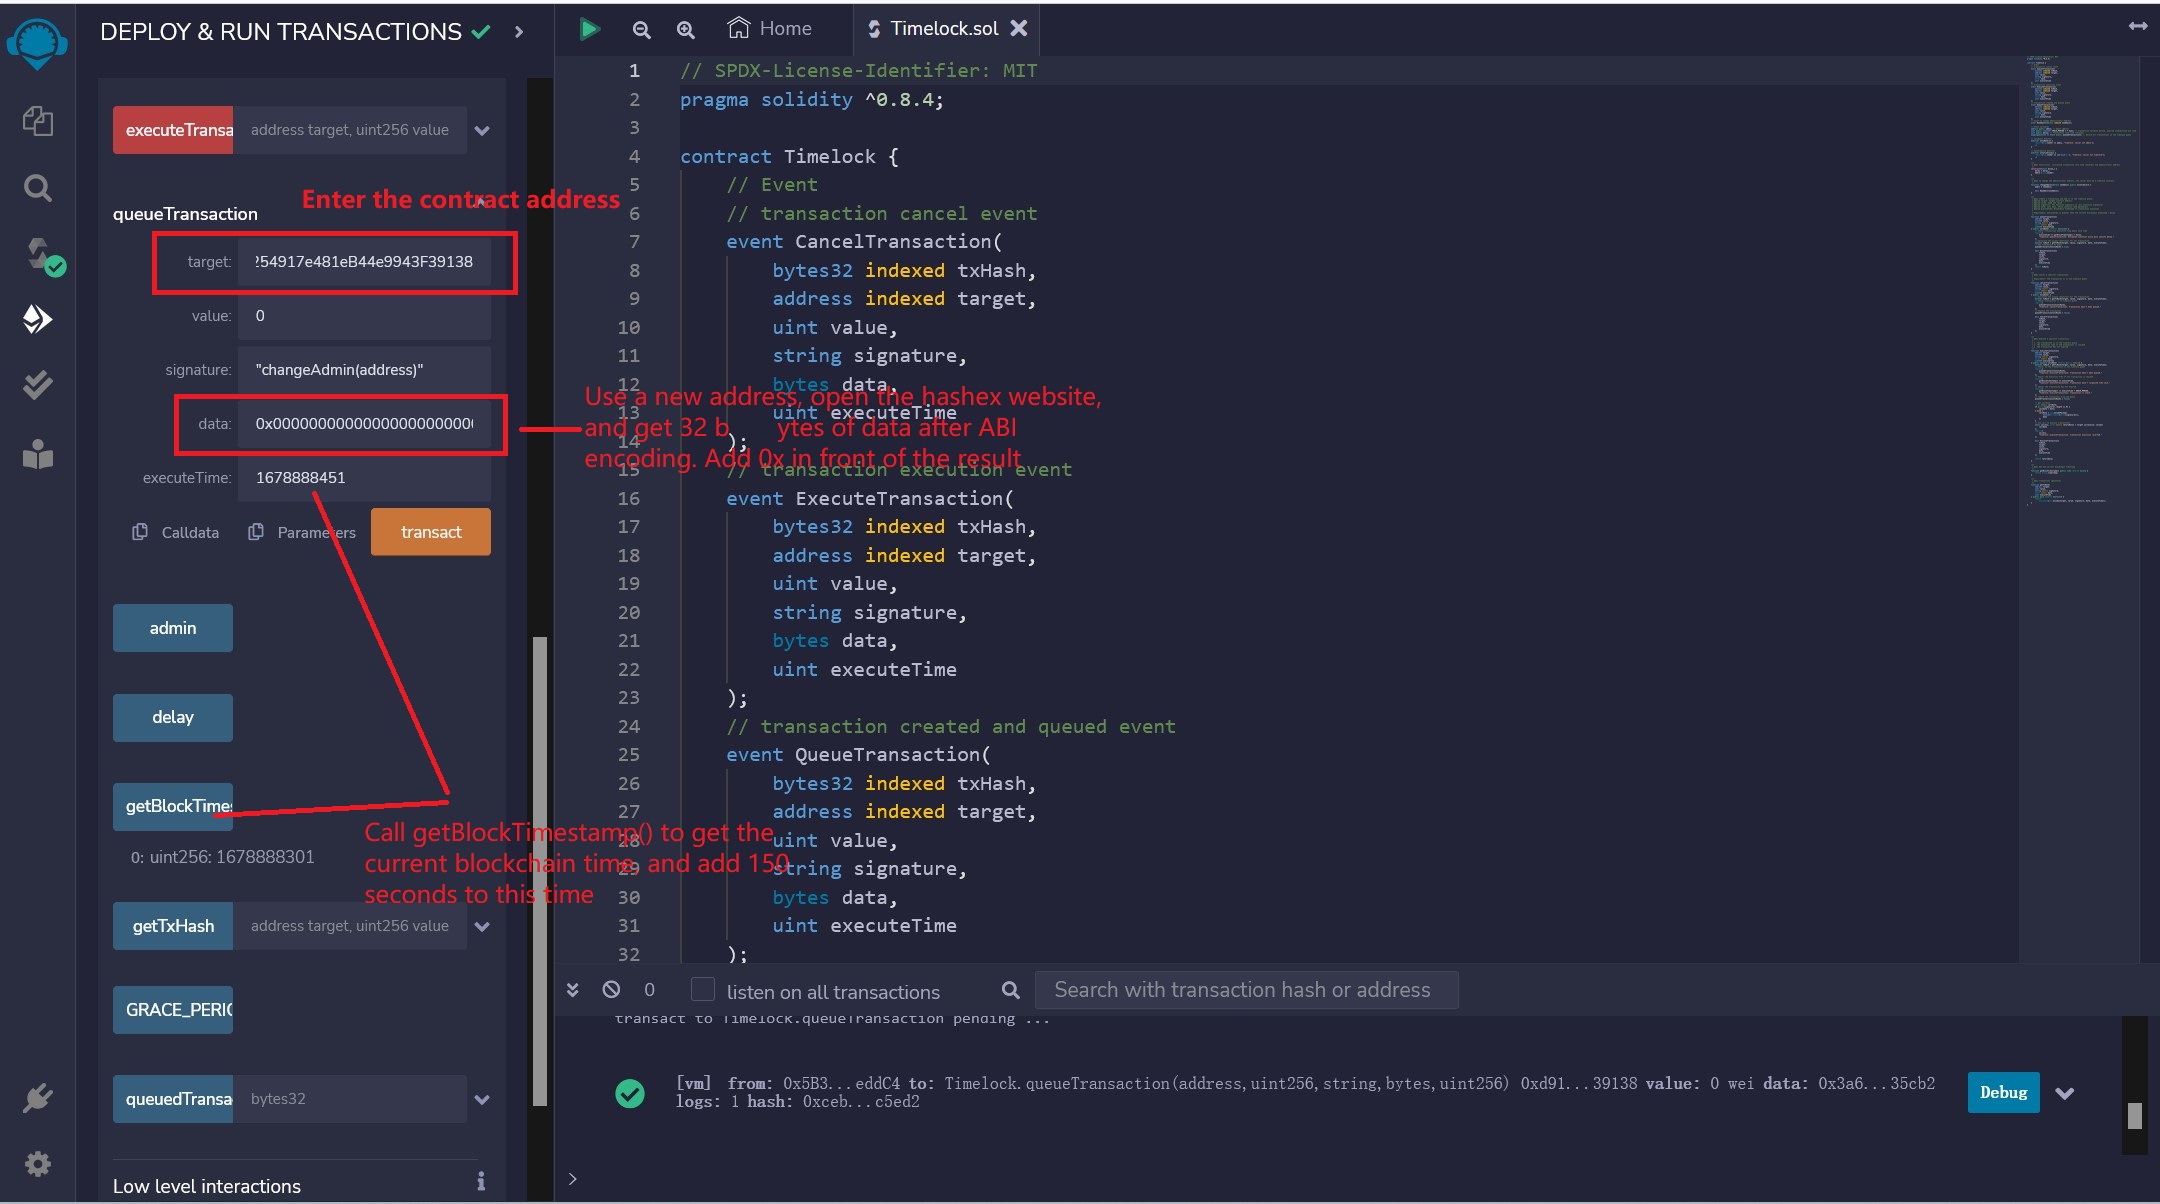 DEPLOY & RUN TRANSACTIONS
executeTransa
address target, uint256 value
Enter the contract address
queueTransaction
target:
254917e481eB44e9943F39138
value:
0
signature:
"changeAdmin(address)"
data:
executeTime:
1678888451
Calldata
Parameters
transact
Use a new address, open the hashex website,
and get 32 b ytes of data after ABI
encoding. Add 0x in front of the result
admin
delay
getBlockTimes
0: uint256: 1678888301
Call getBlockTimestamp() to get the
current blockchain time, and add 150
seconds to this time
getTxHash
address target, uint256 value
GRACE_PERIO
queuedTransa
bytes32
Low level interactions
Home
Timelock.sol
1 // SPDX-License-Identifier: MIT
2 pragma solidity ^0.8.4;
3
4 contract Timelock {
5 // Event
6 // transaction cancel event
7 event CancelTransaction(
8 bytes32 indexed txHash,
9 address indexed target,
10 uint value,
11 string signature,
12 bytes data,
13 uint executeTime
14 );
15 // transaction execution event
16 event ExecuteTransaction(
17 bytes32 indexed txHash,
18 address indexed target,
19 uint value,
20 string signature,
21 bytes data,
22 uint executeTime
23 );
24 // transaction created and queued event
25 event QueueTransaction(
26 bytes32 indexed txHash,
27 address indexed target,
28 uint value,
29 string signature,
30 bytes data,
31 uint executeTime
32 );
0
listen on all transactions
Search with transaction hash or address
transact to Timelock.queueTransaction pending ...
[vm] from: 0x5B3...eddC4 to: Timelock.queueTransaction(address,uint256,string,bytes,uint256) 0xd91...39138 value: 0 wei data: 0x3a6...35cb2
logs: 1 hash: 0xceb...c5ed2
Debug
>